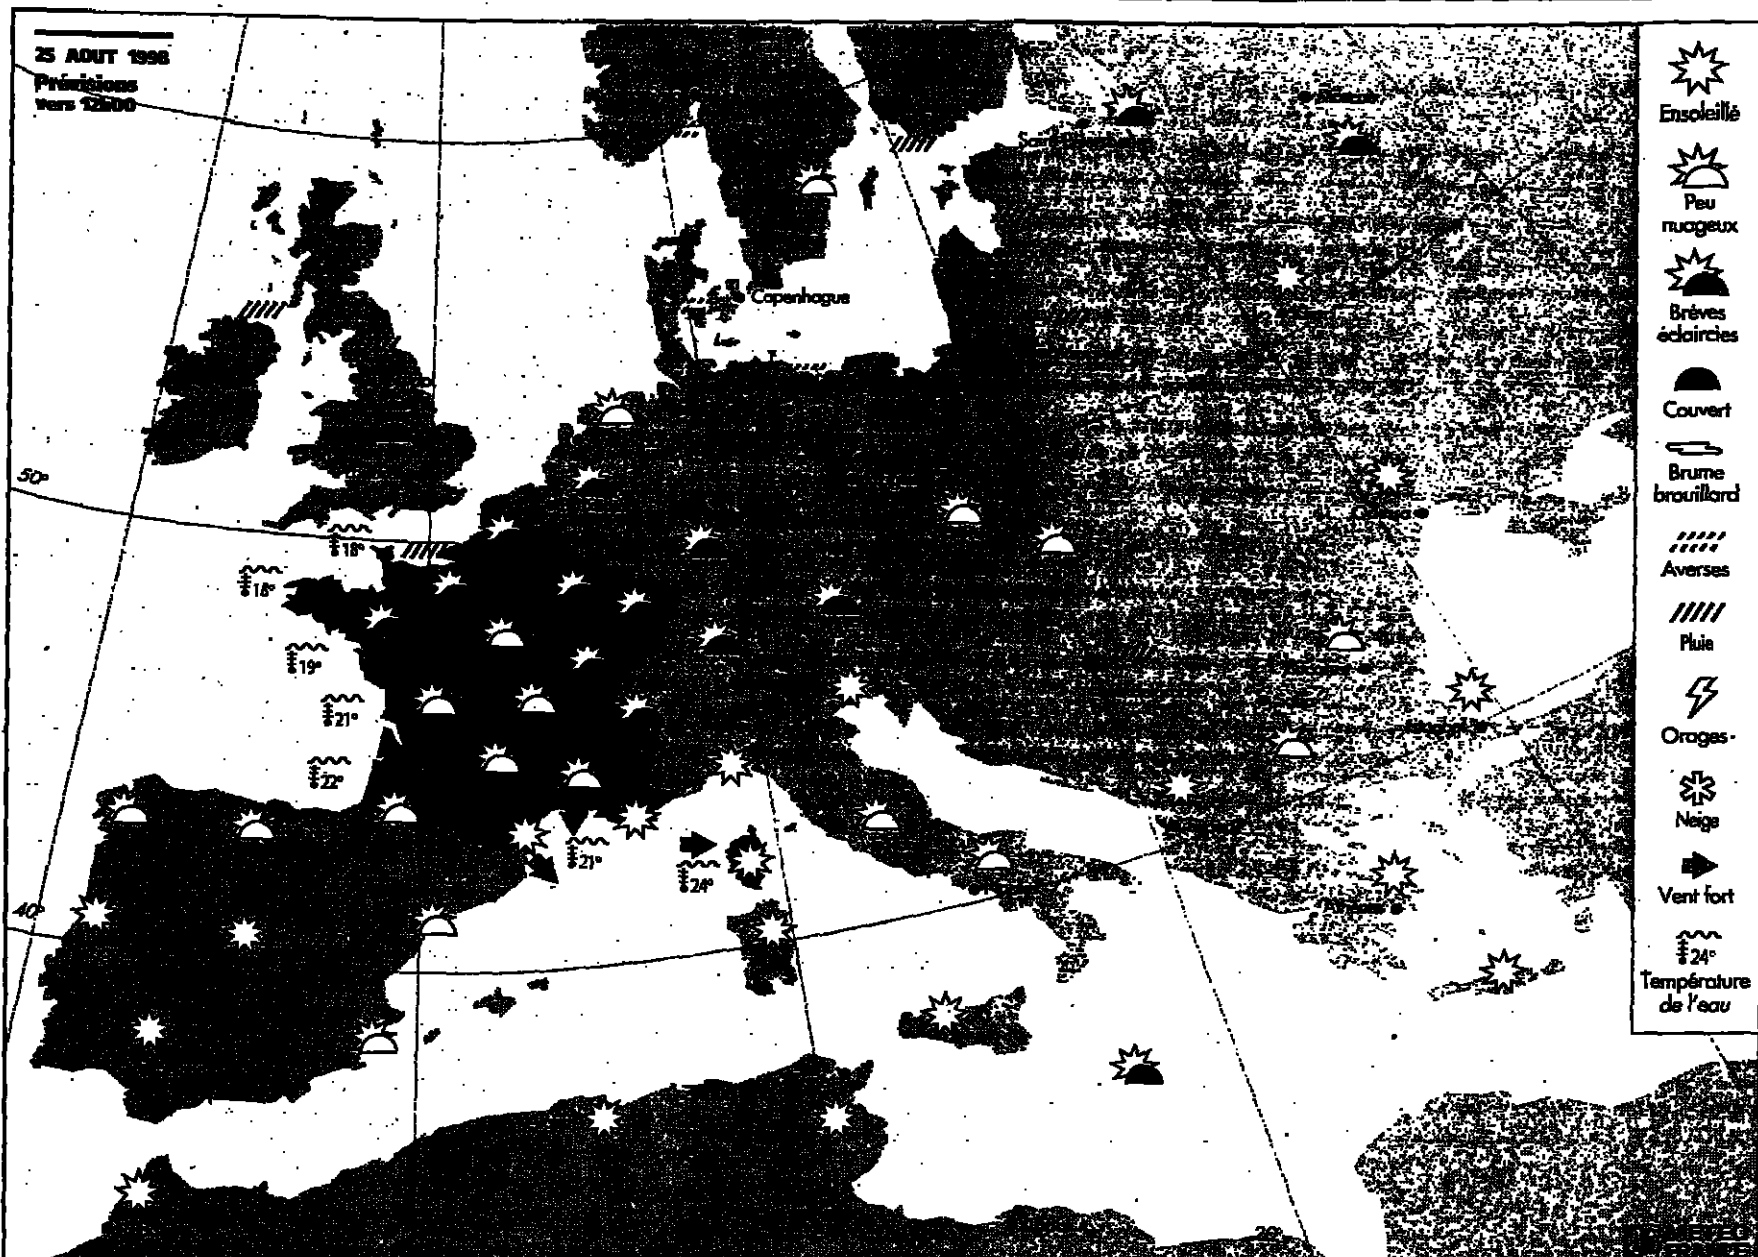 25 AOUT 1998
Prévisions
vers 12h00
Copenhague
50°
18°
18°
19°
21°
22°
21°
24°
40°
20°
Ensoleillé
Peu
nuageux
Brèves
éclaircies
Couvert
Brume
brouillard
Averses
Pluie
Orages
Neige
Vent fort
24°
Température
de l'eau